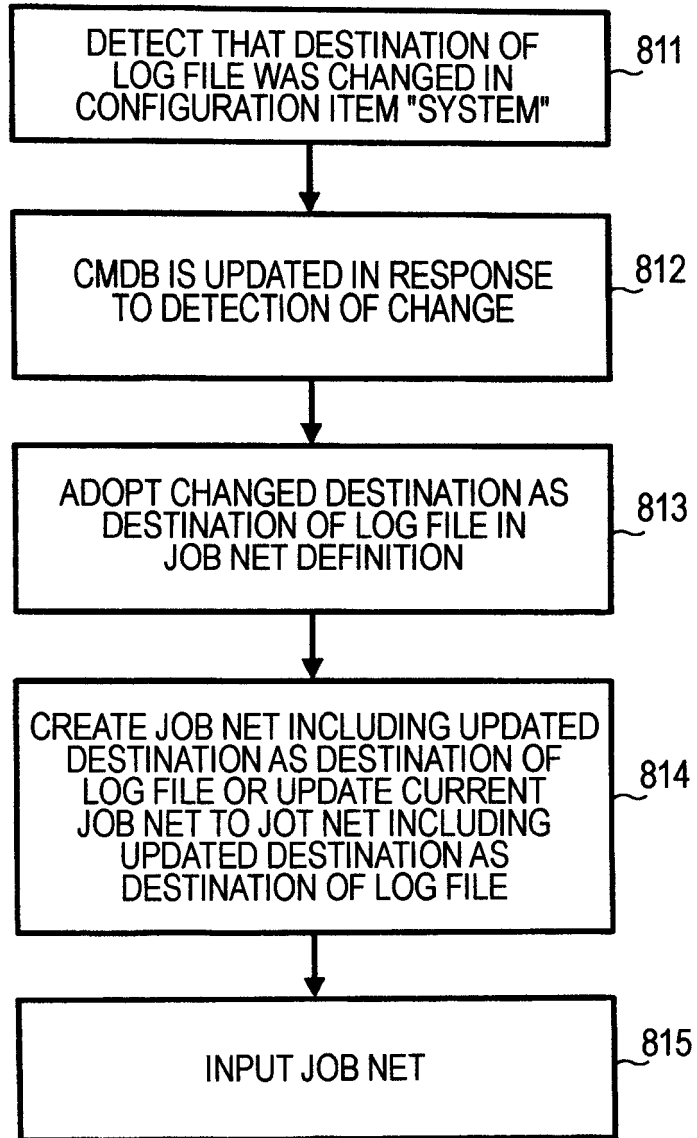 DETECT THAT DESTINATION OF
LOG FILE WAS CHANGED IN
CONFIGURATION ITEM "SYSTEM"
811
CMDB IS UPDATED IN RESPONSE
TO DETECTION OF CHANGE
812
ADOPT CHANGED DESTINATION AS
DESTINATION OF LOG FILE IN
JOB NET DEFINITION
813
CREATE JOB NET INCLUDING UPDATED
DESTINATION AS DESTINATION OF
LOG FILE OR UPDATE CURRENT
JOB NET TO JOT NET INCLUDING
UPDATED DESTINATION AS
DESTINATION OF LOG FILE
814
INPUT JOB NET
815